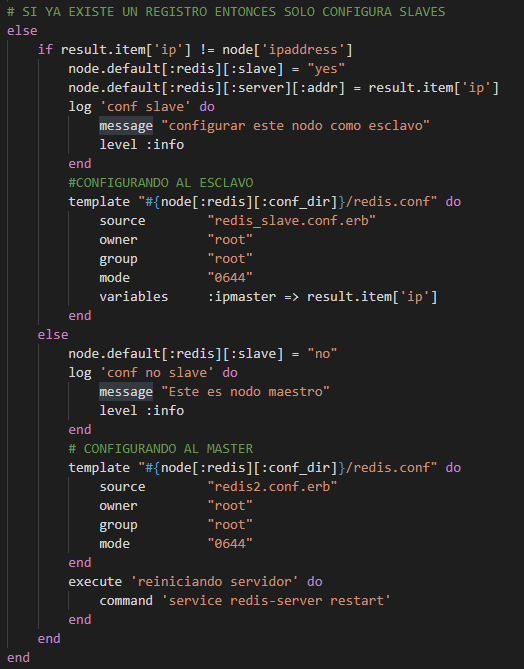 # SI YA EXISTE UN REGISTRO ENTONCES SOLO CONFIGURA SLAVES
else
    if result.item['ip'] != node['ipaddress']
        node.default[:redis][:slave] = "yes"
        node.default[:redis][:server][:addr] = result.item['ip']
        log 'conf slave' do
            message "configurar este nodo como esclavo"
            level :info
        end
        #CONFIGURANDO AL ESCLAVO
        template "#{node[:redis][:conf_dir]}/redis.conf" do
            source        "redis_slave.conf.erb"
            owner         "root"
            group         "root"
            mode          "0644"
            variables     :ipmaster => result.item['ip']
        end
    else
        node.default[:redis][:slave] = "no"
        log 'conf no slave' do
            message "Este es nodo maestro"
            level :info
        end
        # CONFIGURANDO AL MASTER
        template "#{node[:redis][:conf_dir]}/redis.conf" do
            source        "redis2.conf.erb"
            owner         "root"
            group         "root"
            mode          "0644"
        end
        execute 'reiniciando servidor' do
            command 'service redis-server restart'
        end
    end
end